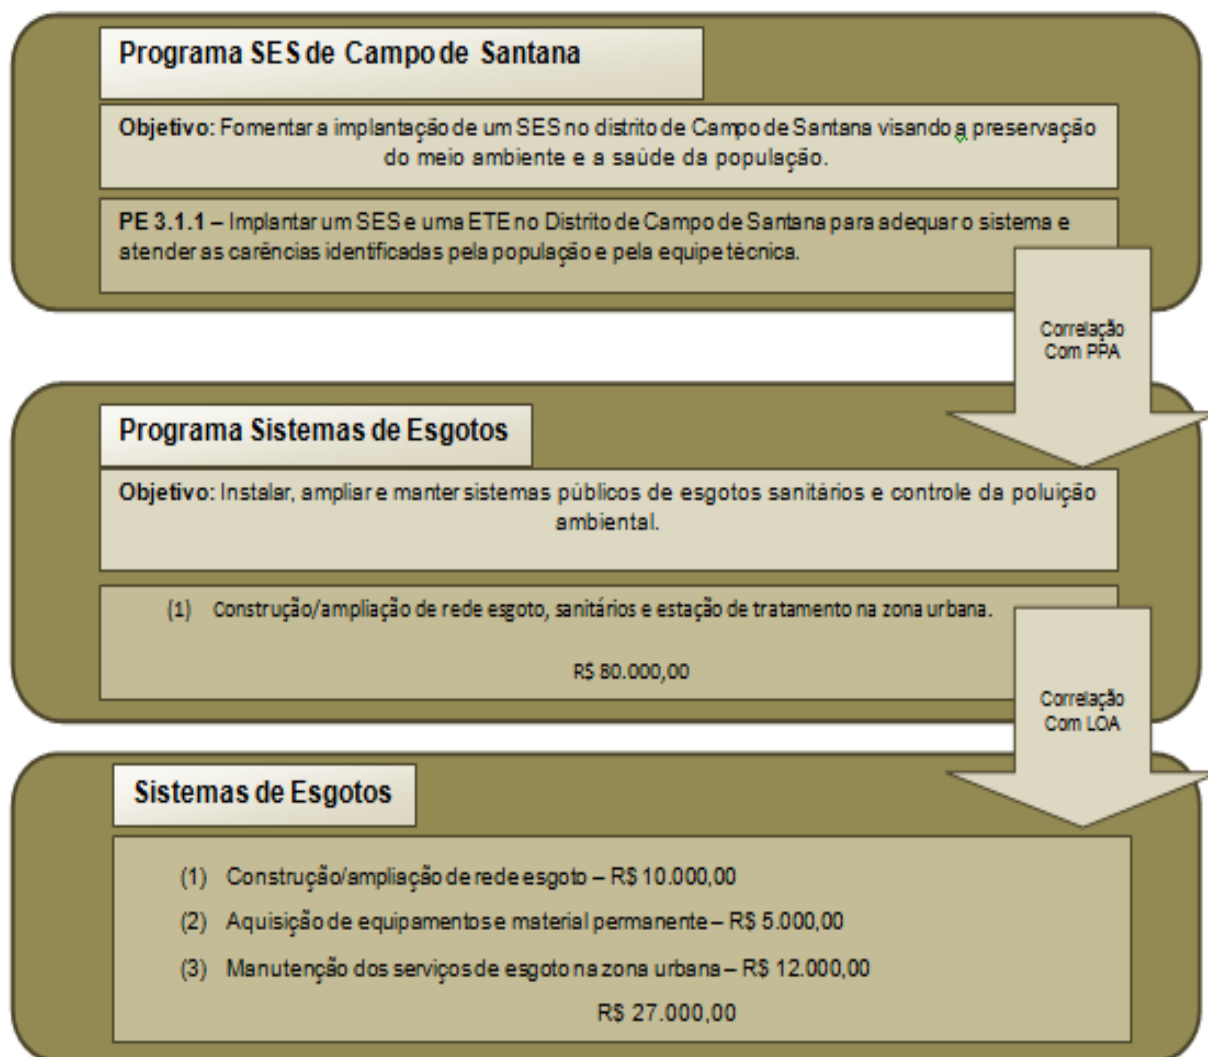 Programa SES de Campo de Santana
Objetivo: Fomentar a implantação de um SES no distrito de Campo de Santana visando a preservação
do meio ambiente e a saúde da população.
PE 3.1.1 – Implantar um SES e uma ETE no Distrito de Campo de Santana para adequar o sistema e
atender as carências identificadas pela população e pela equipe técnica.
Correlação
Com PPA
Programa Sistemas de Esgotos
Objetivo: Instalar, ampliar e manter sistemas públicos de esgotos sanitários e controle da poluição
ambiental.
(1) Construção/ampliação de rede esgoto, sanitários e estação de tratamento na zona urbana.
R$ 80.000,00
Correlação
Com LOA
Sistemas de Esgotos
(1) Construção/ampliação de rede esgoto – R$ 10.000,00
(2) Aquisição de equipamentos e material permanente – R$ 5.000,00
(3) Manutenção dos serviços de esgoto na zona urbana – R$ 12.000,00
R$ 27.000,00